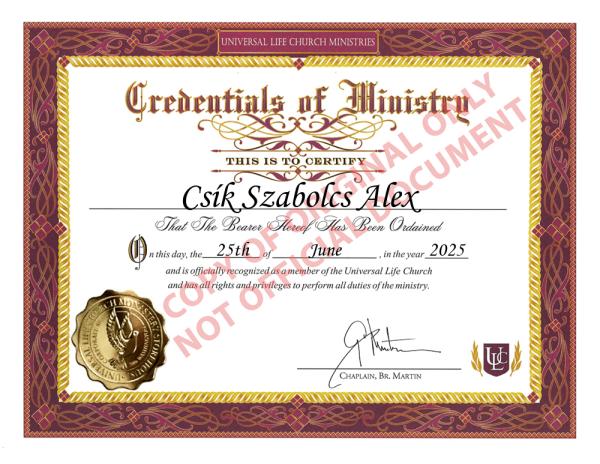 UNIVERSAL LIFE CHURCH MINISTRIES
Credentials of Ministry
THIS IS TO CERTIFY
Csík Szabolcs Alex
That The Bearer Hereof Has Been Ordained
On this day, the 25th of June , in the year 2025
and is officially recognized as a member of the Universal Life Church
and has all rights and privileges to perform all duties of the ministry.
COPY OF ORIGINAL ONLY
NOT OFFICIAL DOCUMENT
CHAPLAIN, BR. MARTIN
ULC